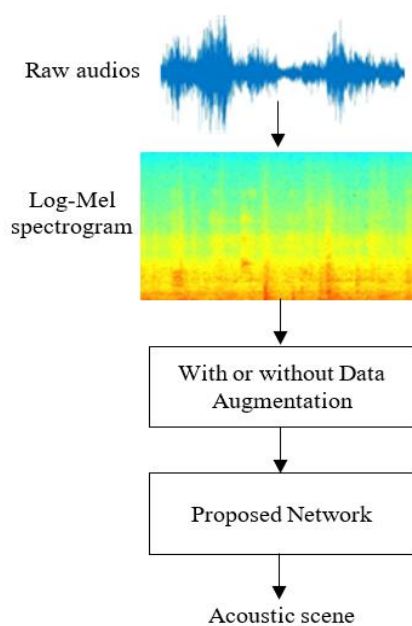 Raw audios
Log-Mel
spectrogram
With or without Data
Augmentation
Proposed Network
Acoustic scene